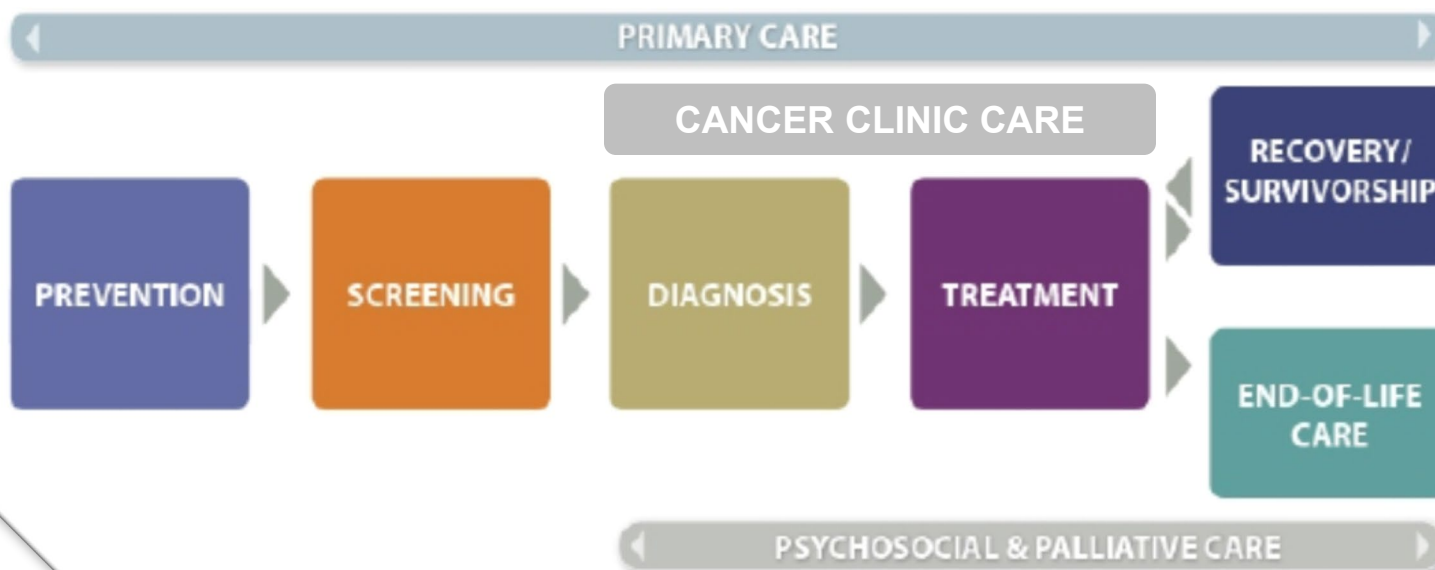 PRIMARY CARE
CANCER CLINIC CARE
RECOVERY/
SURVIVORSHIP
PREVENTION
SCREENING
DIAGNOSIS
TREATMENT
END-OF-LIFE
CARE
PSYCHOSOCIAL & PALLIATIVE CARE